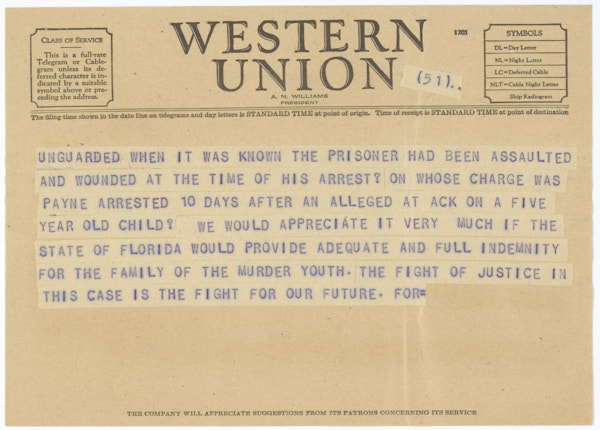 CLASS OF SERVICE
This is a full-rate
Telegram or Cable-
gram unless its de-
ferred character is in-
dicated by a suitable
symbol above or pre-
ceding the address.
WESTERN
UNION
1201
(51)..
A. N. WILLIAMS
PRESIDENT
SYMBOLS
DL=Day Letter
NL=Night Letter
LC=Deferred Cable
NLT=Cable Night Letter
Ship Radiogram
The filing time shown in the date line on telegrams and day letters is STANDARD TIME at point of origin. Time of receipt is STANDARD TIME at point of destination
UNGUARDED WHEN IT WAS KNOWN THE PRISONER HAD BEEN ASSAULTED
AND WOUNDED AT THE TIME OF HIS ARREST? ON WHOSE CHARGE WAS
PAYNE ARRESTED 10 DAYS AFTER AN ALLEGED AT ACK ON A FIVE
YEAR OLD CHILD? WE WOULD APPRECIATE IT VERY MUCH IF THE
STATE OF FLORIDA WOULD PROVIDE ADEQUATE AND FULL INDEMNITY
FOR THE FAMILY OF THE MURDER YOUTH. THE FIGHT OF JUSTICE IN
THIS CASE IS THE FIGHT FOR OUR FUTURE. FOR=
THE COMPANY WILL APPRECIATE SUGGESTIONS FROM ITS PATRONS CONCERNING ITS SERVICE